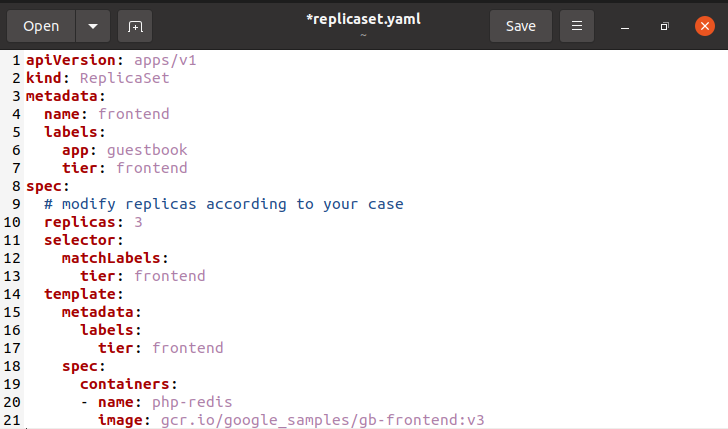 Open
*replicaset.yaml
~
Save
1 apiVersion: apps/v1
2 kind: ReplicaSet
3 metadata:
4   name: frontend
5   labels:
6     app: guestbook
7     tier: frontend
8 spec:
9   # modify replicas according to your case
10   replicas: 3
11   selector:
12     matchLabels:
13       tier: frontend
14   template:
15     metadata:
16       labels:
17         tier: frontend
18     spec:
19       containers:
20       - name: php-redis
21         image: gcr.io/google_samples/gb-frontend:v3